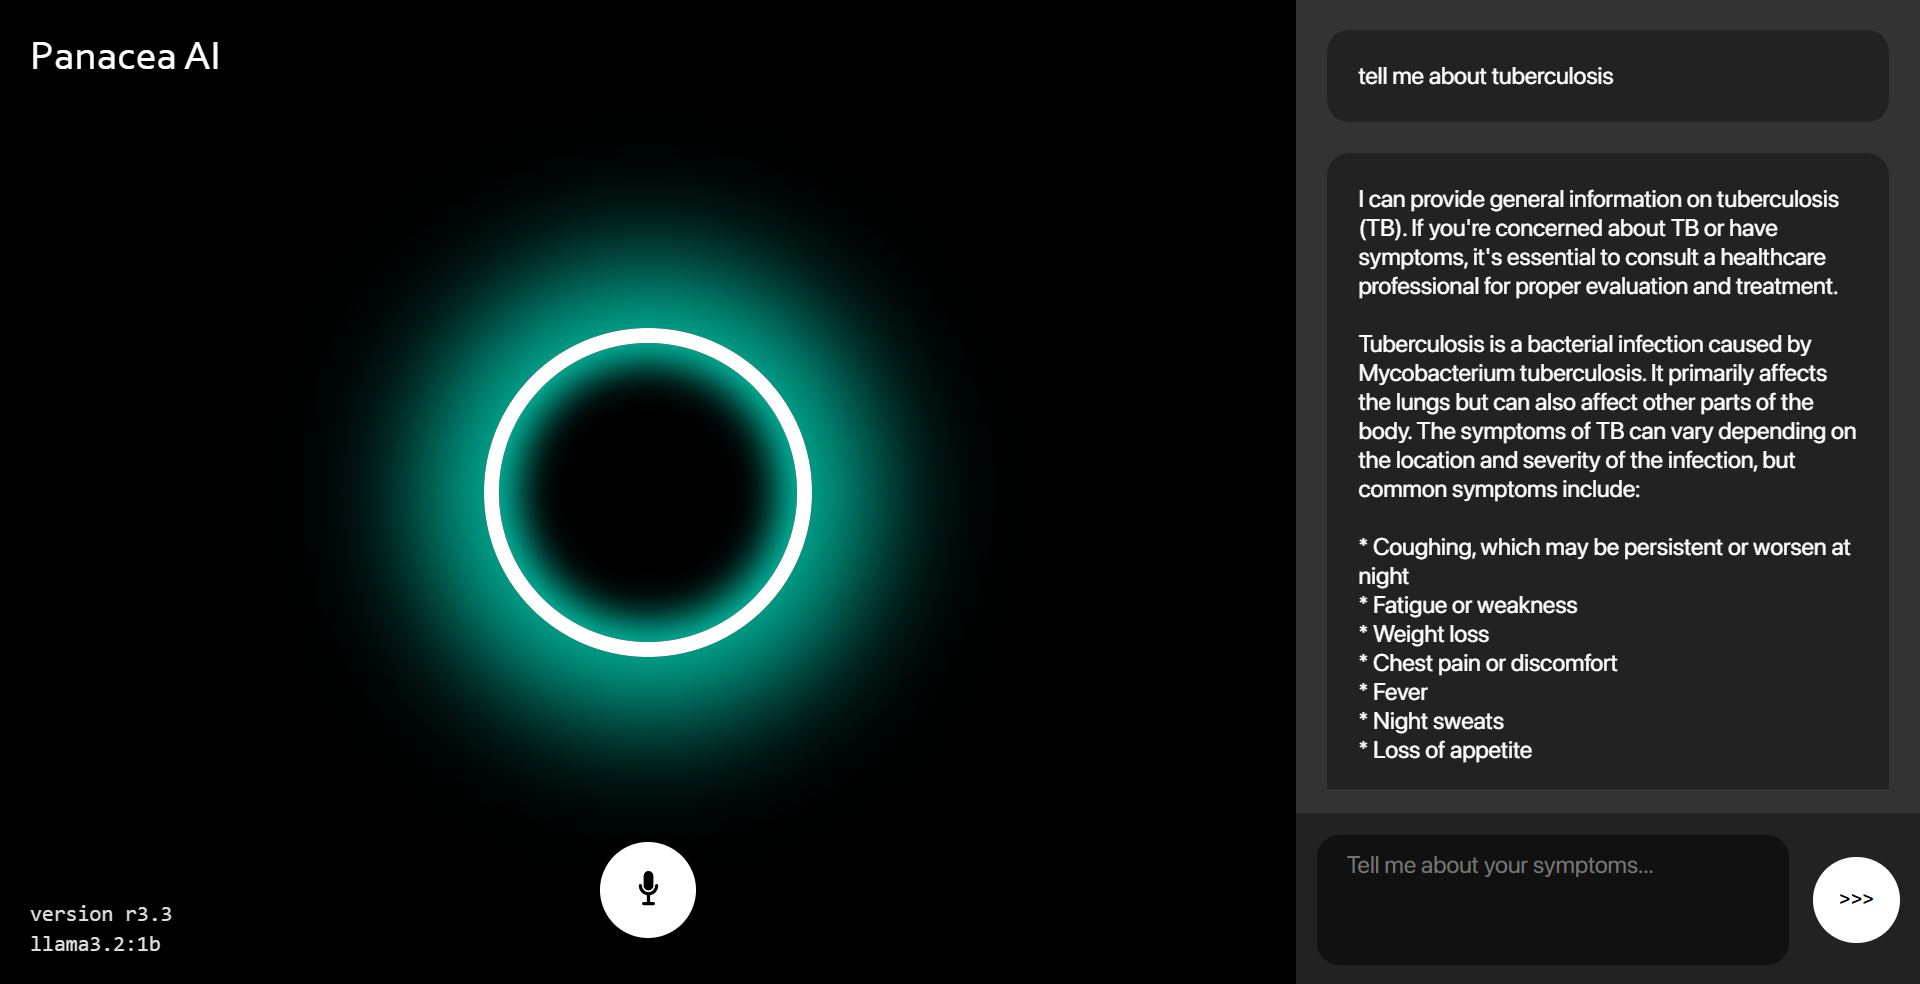 Panacea AI
version r3.3
llama3.2:1b
tell me about tuberculosis
I can provide general information on tuberculosis
(TB). If you're concerned about TB or have
symptoms, it's essential to consult a healthcare
professional for proper evaluation and treatment.
Tuberculosis is a bacterial infection caused by
Mycobacterium tuberculosis. It primarily affects
the lungs but can also affect other parts of the
body. The symptoms of TB can vary depending on
the location and severity of the infection, but
common symptoms include:
* Coughing, which may be persistent or worsen at
night
* Fatigue or weakness
* Weight loss
* Chest pain or discomfort
* Fever
* Night sweats
* Loss of appetite
Tell me about your symptoms...
>>>